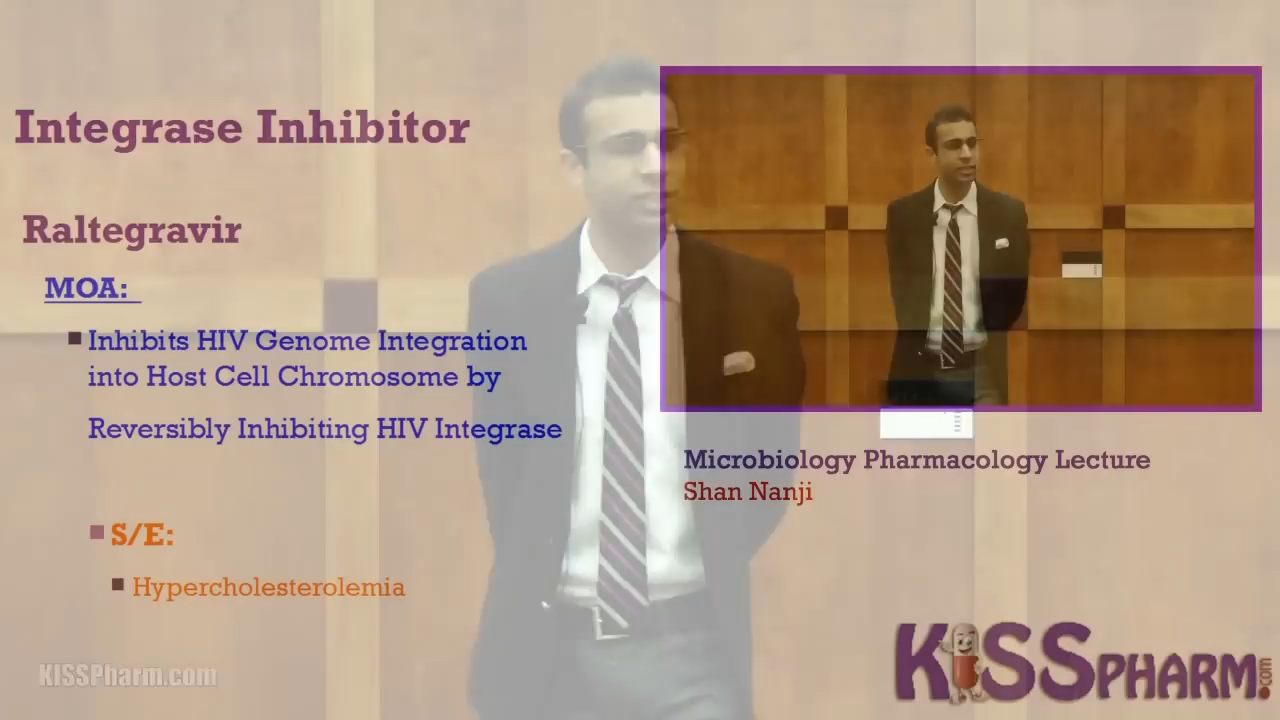 Integrase Inhibitor
Raltegravir
MOA:
Inhibits HIV Genome Integration
into Host Cell Chromosome by
Reversibly Inhibiting HIV Integrase
S/E:
Hypercholesterolemia
Microbiology Pharmacology Lecture
Shan Nanji
KISSPharm.com
KISSPHARM.com